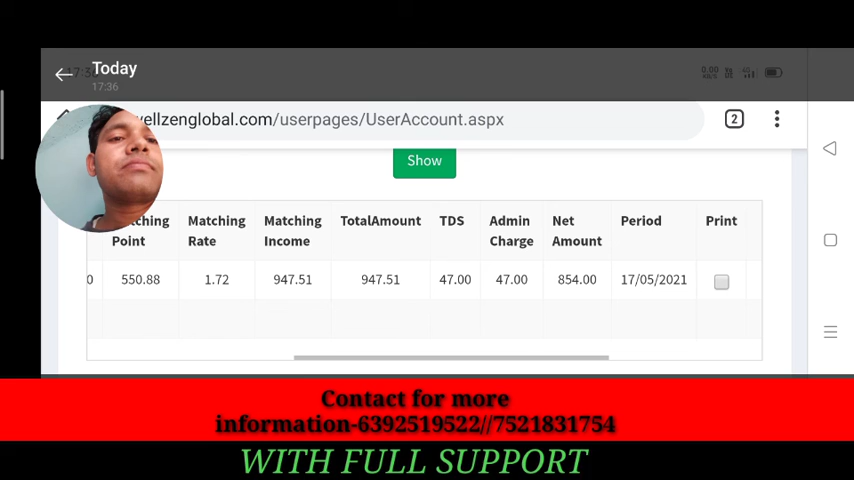 Today
17:36
ellzenglobal.com/userpages/UserAccount.aspx
2
Show
Point Matching Rate Matching Income TotalAmount TDS Admin Charge Net Amount Period Print
0 550.88 1.72 947.51 947.51 47.00 47.00 854.00 17/05/2021
Contact for more
information-6392519522//7521831754
WITH FULL SUPPORT